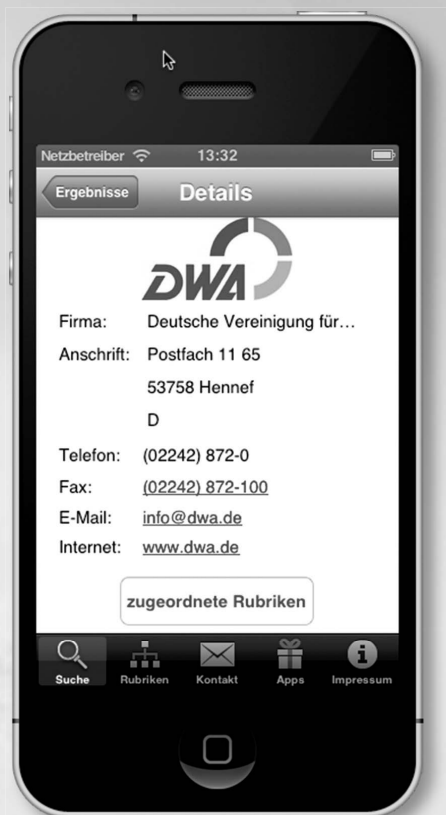 Netzbetreiber 13:32
Ergebnisse Details
DWA
Firma: Deutsche Vereinigung für...
Anschrift: Postfach 11 65
53758 Hennef
D
Telefon: (02242) 872-0
Fax: (02242) 872-100
E-Mail: info@dwa.de
Internet: www.dwa.de
zugeordnete Rubriken
Suche Rubriken Kontakt Apps Impressum